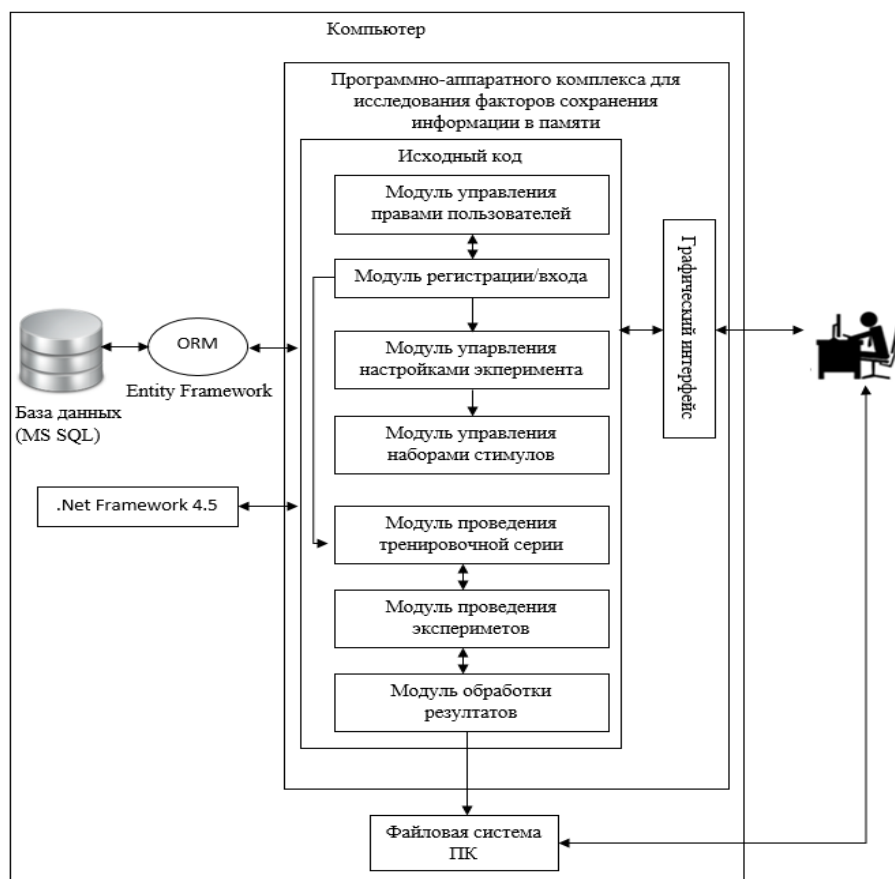 Компьютер
Программно-аппаратного комплекса для
исследования факторов сохранения
информации в памяти
Исходный код
Модуль управления
правами пользователей
Модуль регистрации/входа
Модуль упарвления
настройками экперимента
Модуль управления
наборами стимулов
Модуль проведения
тренировочной серии
Модуль проведения
экспериметов
Модуль обработки
резултатов
Графический интерфейс
ORM
Entity Framework
База данных
(MS SQL)
.Net Framework 4.5
Файловая система
ПК